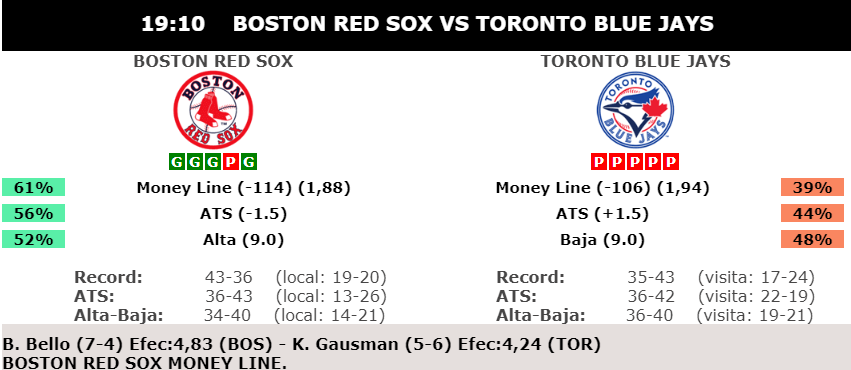 19:10 BOSTON RED SOX VS TORONTO BLUE JAYS
BOSTON RED SOX TORONTO BLUE JAYS
BOSTON RED SOX TORONTO BLUE JAYS
G G G P G P P P P P
61% Money Line (-114) (1,88) Money Line (-106) (1,94) 39%
56% ATS (-1.5) ATS (+1.5) 44%
52% Alta (9.0) Baja (9.0) 48%
Record: 43-36 (local: 19-20) Record: 35-43 (visita: 17-24)
ATS: 36-43 (local: 13-26) ATS: 36-42 (visita: 22-19)
Alta-Baja: 34-40 (local: 14-21) Alta-Baja: 36-40 (visita: 19-21)
B. Bello (7-4) Efec:4,83 (BOS) - K. Gausman (5-6) Efec:4,24 (TOR)
BOSTON RED SOX MONEY LINE.